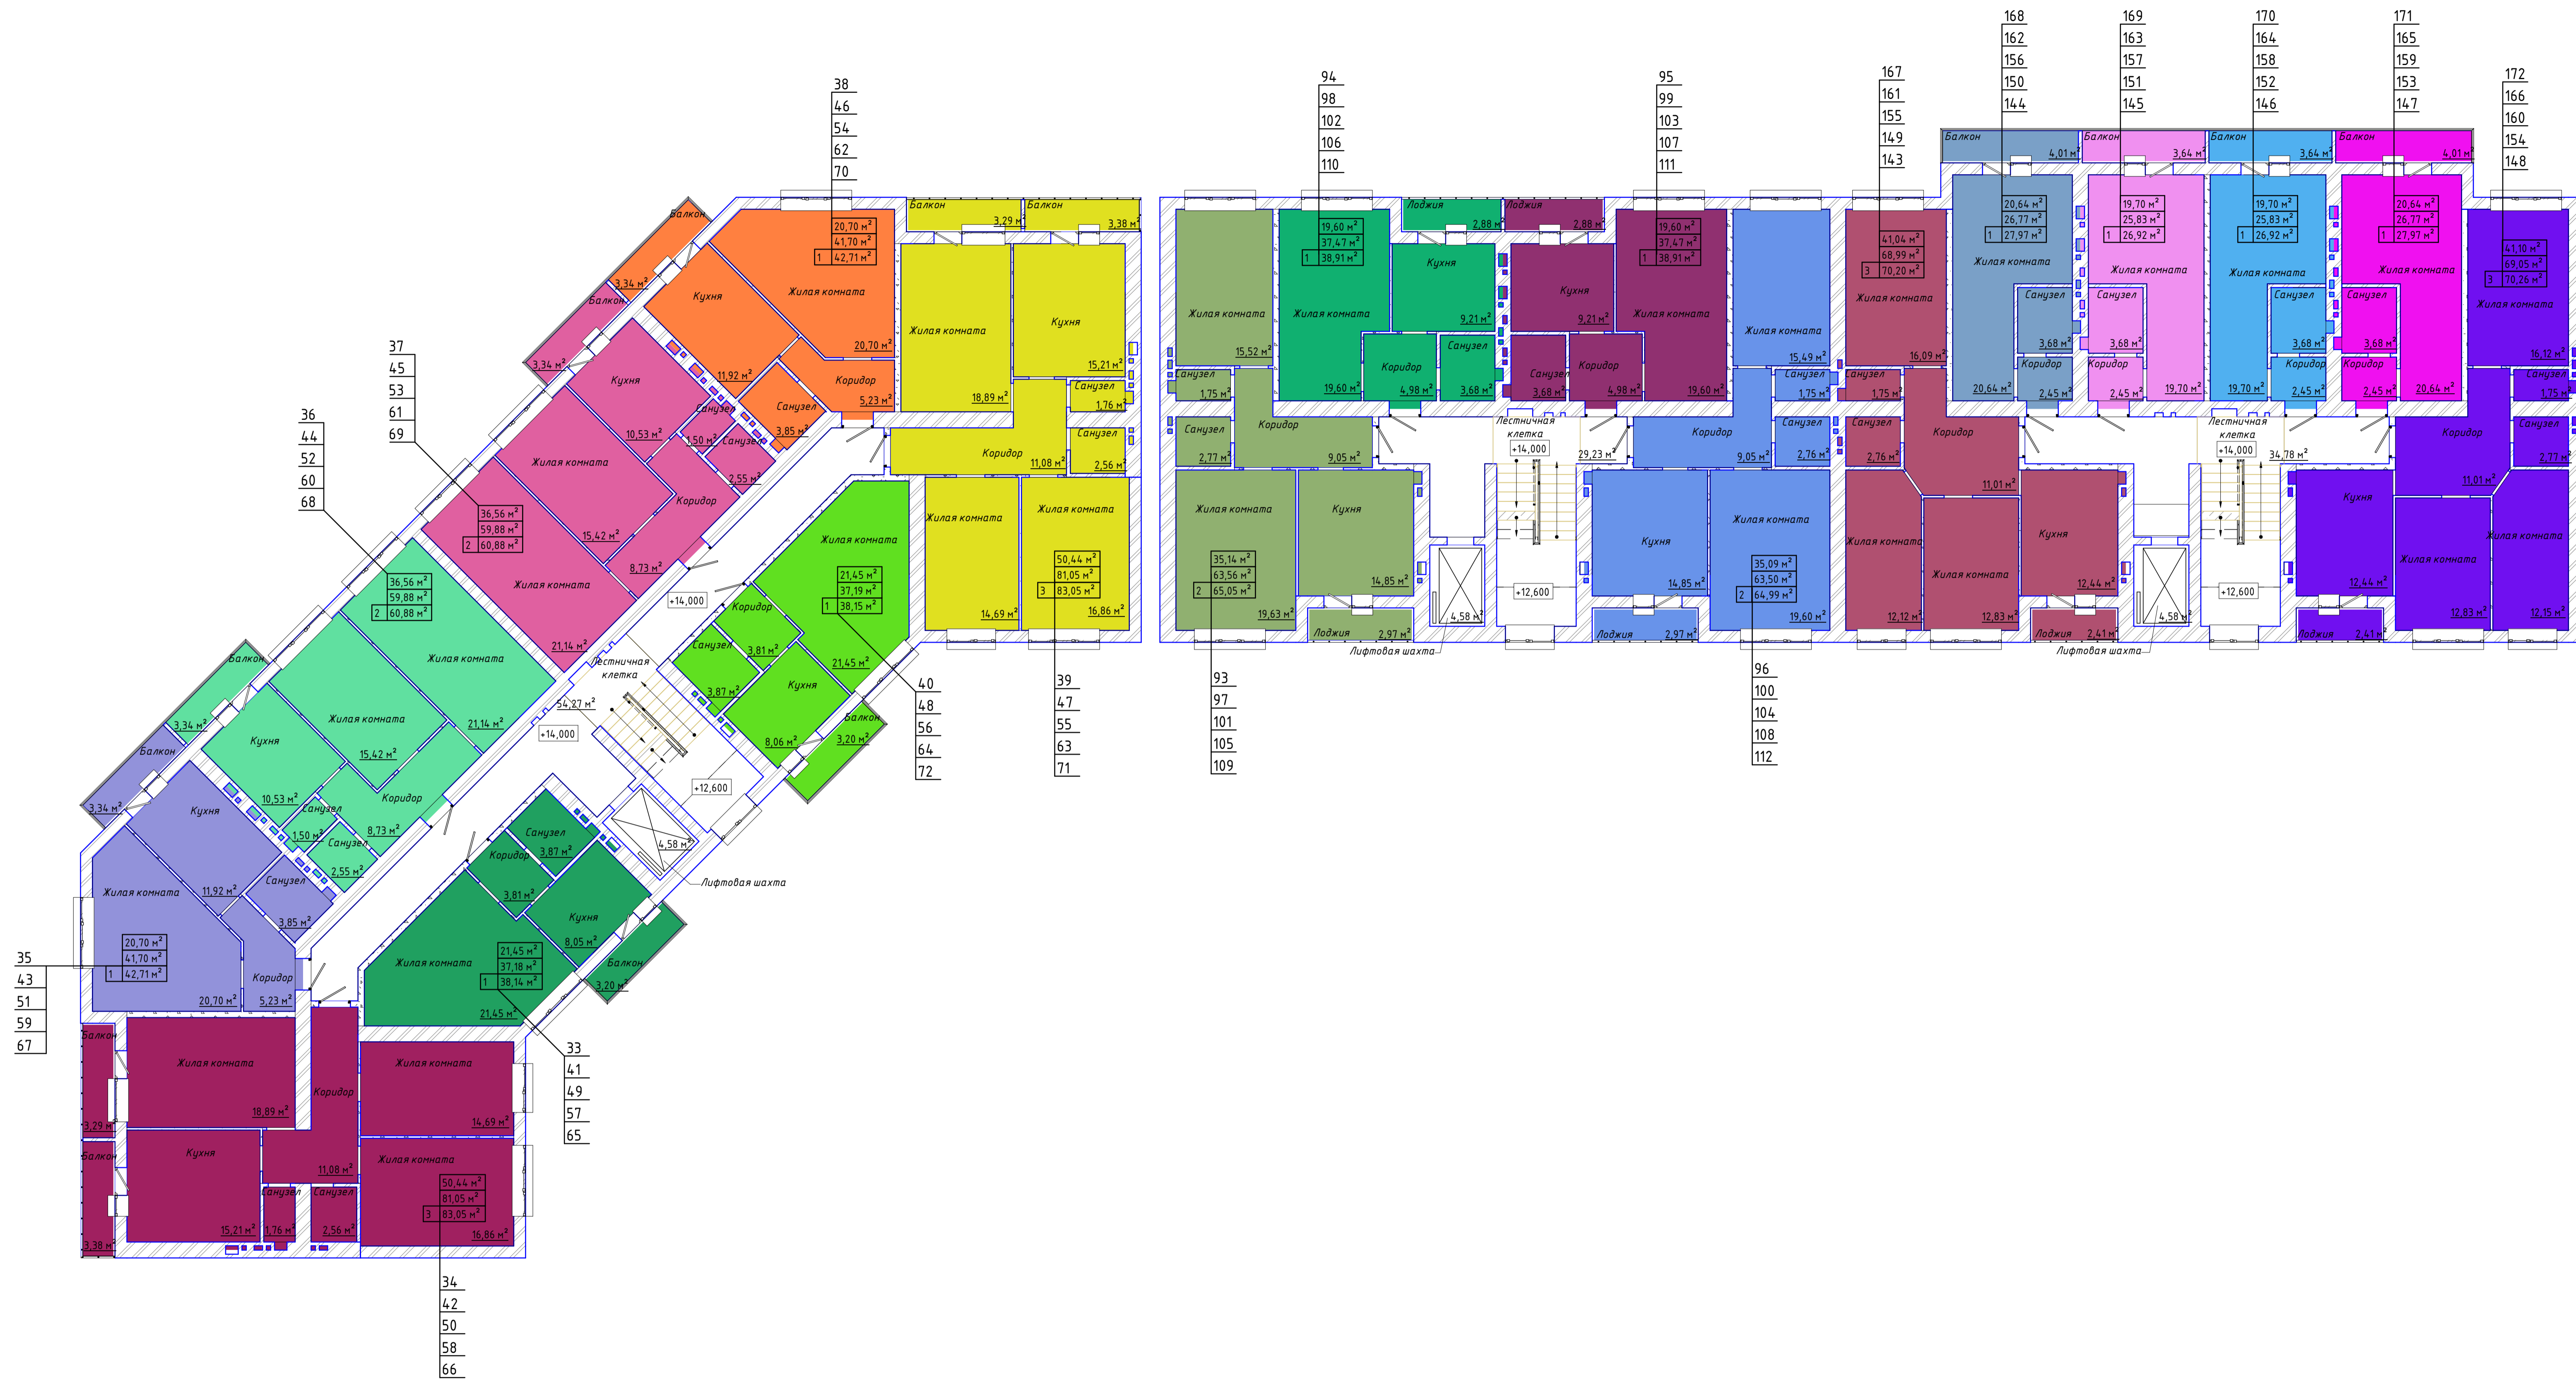 38
46
54
62
70
Балкон
3,34 м²
Кухня
11,92 м²
20,70 м²
41,70 м²
1 42,71 м²
Жилая комната
20,70 м²
Коридор
5,23 м²
Санузел
3,85 м²
Балкон
3,29 м²
Балкон
3,38 м²
Жилая комната
18,89 м²
Кухня
15,21 м²
Санузел
1,76 м²
Санузел
2,56 м²
Коридор
11,08 м²
Жилая комната
14,69 м²
Жилая комната
50,44 м²
81,05 м²
3 83,05 м²
16,86 м²
39
47
55
63
71
37
45
53
61
69
Балкон
3,34 м²
Кухня
10,53 м²
Санузел
1,50 м²
Санузел
2,55 м²
Жилая комната
15,42 м²
Коридор
8,73 м²
36,56 м²
59,88 м²
2 60,88 м²
Жилая комната
21,14 м²
36
44
52
60
68
36,56 м²
59,88 м²
2 60,88 м²
Жилая комната
21,14 м²
Балкон
3,34 м²
Жилая комната
15,42 м²
Кухня
10,53 м²
Санузел
1,50 м²
Санузел
2,55 м²
Коридор
8,73 м²
Жилая комната
21,45 м²
37,19 м²
1 38,15 м²
21,45 м²
Коридор
3,81 м²
Санузел
3,87 м²
Кухня
8,06 м²
Балкон
3,20 м²
40
48
56
64
72
+14,000
Лестничная
клетка
54,27 м²
+14,000
+12,600
4,58 м²
Лифтовая шахта
Балкон
3,34 м²
Кухня
11,92 м²
Санузел
3,85 м²
Жилая комната
20,70 м²
41,70 м²
1 42,71 м²
20,70 м²
Коридор
5,23 м²
35
43
51
59
67
Санузел
3,87 м²
Коридор
3,81 м²
Кухня
8,05 м²
Жилая комната
21,45 м²
37,18 м²
1 38,14 м²
21,45 м²
Балкон
3,20 м²
33
41
49
57
65
Балкон
3,29 м²
Балкон
3,38 м²
Жилая комната
18,89 м²
Коридор
11,08 м²
Жилая комната
14,69 м²
Кухня
15,21 м²
Санузел
1,76 м²
Санузел
2,56 м²
Жилая комната
50,44 м²
81,05 м²
3 83,05 м²
16,86 м²
34
42
50
58
66
94
98
102
106
110
Жилая комната
15,52 м²
Санузел
1,75 м²
Санузел
2,77 м²
Коридор
9,05 м²
Жилая комната
35,14 м²
63,56 м²
2 65,05 м²
19,63 м²
Кухня
14,85 м²
Лоджия
2,97 м²
93
97
101
105
109
19,60 м²
37,47 м²
1 38,91 м²
Жилая комната
19,60 м²
Лоджия
2,88 м²
Кухня
9,21 м²
Коридор
4,98 м²
Санузел
3,68 м²
95
99
103
107
111
Лоджия
2,88 м²
Кухня
9,21 м²
Санузел
3,68 м²
Коридор
4,98 м²
19,60 м²
37,47 м²
1 38,91 м²
Жилая комната
19,60 м²
Лестничная
клетка
+14,000
29,23 м²
+12,600
4,58 м²
Лифтовая шахта
Жилая комната
15,49 м²
Санузел
1,75 м²
Коридор
9,05 м²
Санузел
2,76 м²
Кухня
14,85 м²
Лоджия
2,97 м²
Жилая комната
35,09 м²
63,50 м²
2 64,99 м²
19,60 м²
96
100
104
108
112
167
161
155
149
143
41,04 м²
68,99 м²
3 70,20 м²
Жилая комната
16,09 м²
Санузел
1,75 м²
Санузел
2,76 м²
Коридор
11,01 м²
Жилая комната
12,12 м²
Жилая комната
12,83 м²
Кухня
12,44 м²
Лоджия
2,41 м²
168
162
156
150
144
Балкон
4,01 м²
20,64 м²
26,77 м²
1 27,97 м²
Жилая комната
Санузел
3,68 м²
Коридор
2,45 м²
20,64 м²
169
163
157
151
145
Балкон
3,64 м²
19,70 м²
25,83 м²
1 26,92 м²
Жилая комната
Санузел
3,68 м²
Коридор
2,45 м²
19,70 м²
170
164
158
152
146
Балкон
3,64 м²
19,70 м²
25,83 м²
1 26,92 м²
Жилая комната
Санузел
3,68 м²
Коридор
2,45 м²
19,70 м²
171
165
159
153
147
Балкон
4,01 м²
20,64 м²
26,77 м²
1 27,97 м²
Жилая комната
Санузел
3,68 м²
Коридор
2,45 м²
20,64 м²
172
166
160
154
148
41,10 м²
69,05 м²
3 70,26 м²
Жилая комната
16,12 м²
Санузел
1,75 м²
Санузел
2,77 м²
Коридор
11,01 м²
Кухня
12,44 м²
Жилая комната
12,83 м²
Жилая комната
12,15 м²
Лоджия
2,41 м²
Лестничная
клетка
+14,000
34,78 м²
+12,600
4,58 м²
Лифтовая шахта